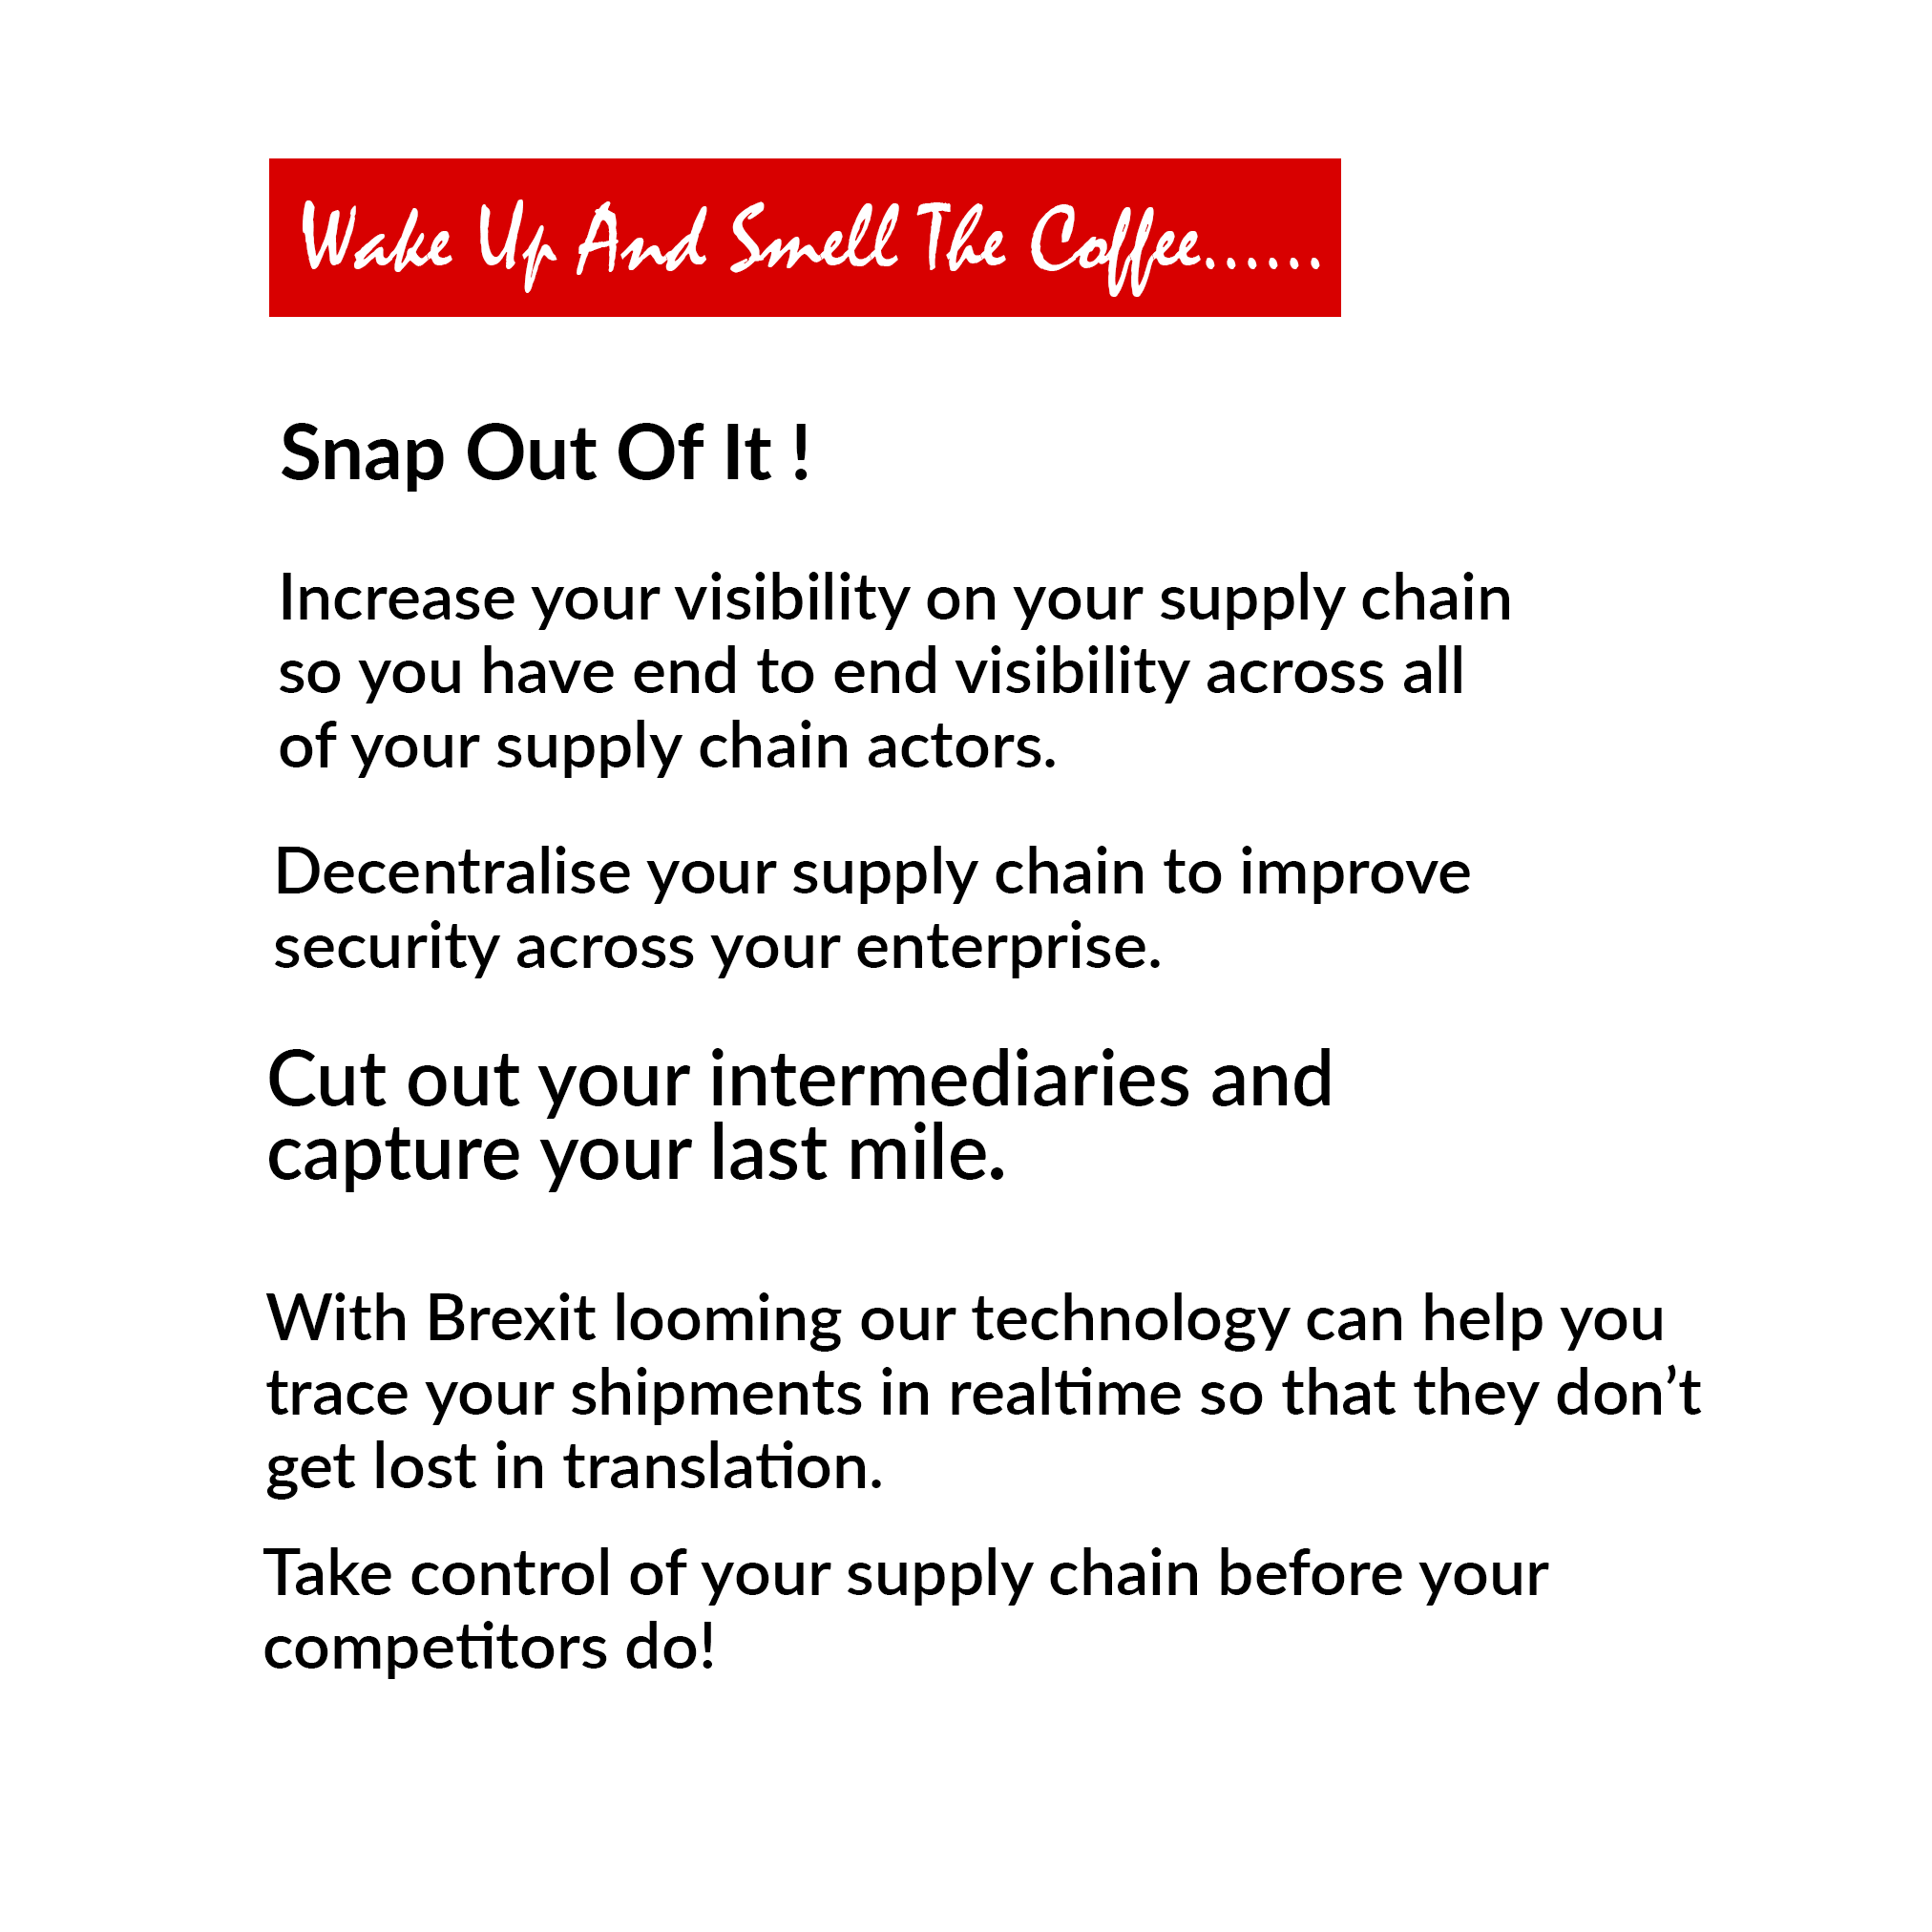 Wake Up And Smell The Coffee......
Snap Out Of It !
Increase your visibility on your supply chain
so you have end to end visibility across all
of your supply chain actors.
Decentralise your supply chain to improve
security across your enterprise.
Cut out your intermediaries and
capture your last mile.
With Brexit looming our technology can help you
trace your shipments in realtime so that they don’t
get lost in translation.
Take control of your supply chain before your
competitors do!